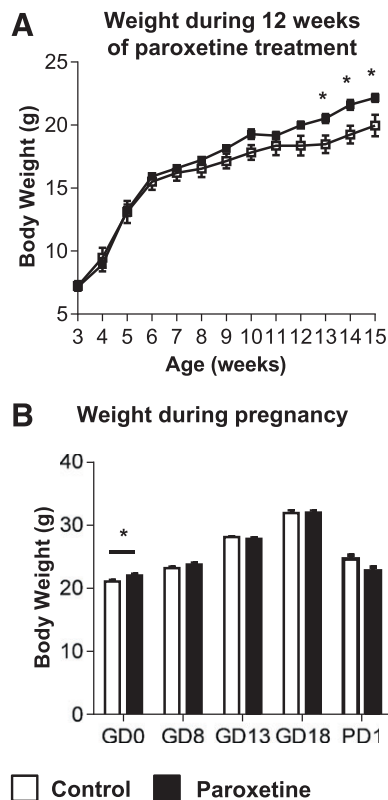 A
Weight during 12 weeks
of paroxetine treatment
25
20
15
10
5
Body Weight (g)
* * *
3 4 5 6 7 8 9 10 11 12 13 14 15
Age (weeks)
B
Weight during pregnancy
40
30
20
10
0
Body Weight (g)
*
GD0 GD8 GD13 GD18 PD1
Control Paroxetine